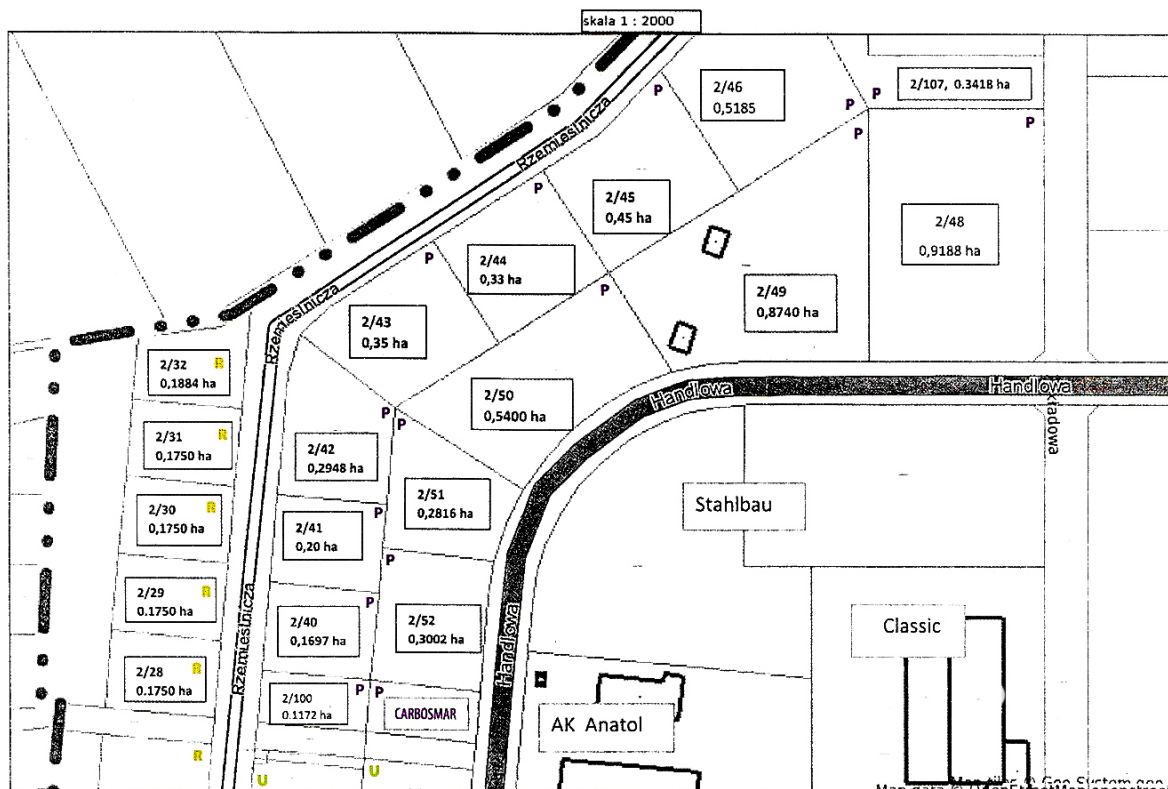 skala 1 : 2000
2/46
0,5185
P
P
P
2/107, 0.3418 ha
P
P
Rzemieslnicza
2/45
0,45 ha
P
2/48
0,9188 ha
2/44
0,33 ha
P
P
2/49
0,8740 ha
Rzemieslnicza
2/43
0,35 ha
2/32 R
0,1884 ha
2/50
0,5400 ha
Handlowa
Handlowa
P
P
2/31 R
0,1750 ha
2/42
0,2948 ha
2/51
0,2816 ha
Stahlbau
2/30 R
0,1750 ha
2/41
0,20 ha
P
P
2/29 R
0.1750 ha
Rzemieslnicza
2/40
0,1697 ha
P
2/52
0,3002 ha
Handlowa
Classic
2/28 R
0.1750 ha
Rzemieslnicza
2/100
0.1172 ha
P
P
CARBOSMAR
AK Anatol
R
U
U